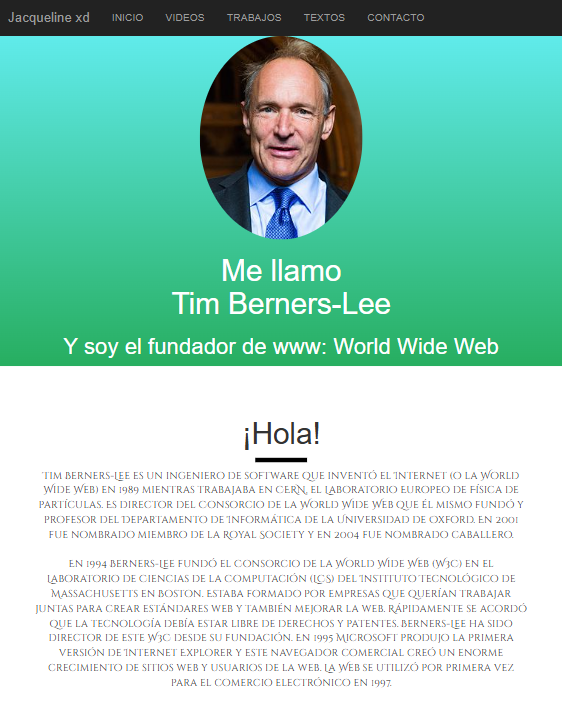 Jacqueline xd INICIO VIDEOS TRABAJOS TEXTOS CONTACTO
Me llamo
Tim Berners-Lee
Y soy el fundador de www: World Wide Web
¡Hola!
Tim Berners-Lee es un ingeniero de software que inventó el Internet (o la World
Wide Web) en 1989 mientras trabajaba en CERN, el Laboratorio Europeo de Física de
Partículas. Es director del Consorcio de la World Wide Web que él mismo fundó y
profesor del Departamento de Informática de la Universidad de Oxford. En 2001
fue nombrado miembro de la Royal Society y en 2004 fue nombrado caballero.
En 1994 Berners-Lee fundó el Consorcio de la World Wide Web (W3C) en el
Laboratorio de Ciencias de la Computación (LCS) del Instituto Tecnológico de
Massachusetts en Boston. Estaba formado por empresas que querían trabajar
juntas para crear estándares web y también mejorar la web. Rápidamente se acordó
que la tecnología debía estar libre de derechos y patentes. Berners-Lee ha sido
director de este W3C desde su fundación. En 1995 Microsoft produjo la primera
versión de Internet Explorer y este navegador comercial creó un enorme
crecimiento de sitios web y usuarios de la web. La Web se utilizó por primera vez
para el comercio electrónico en 1997.